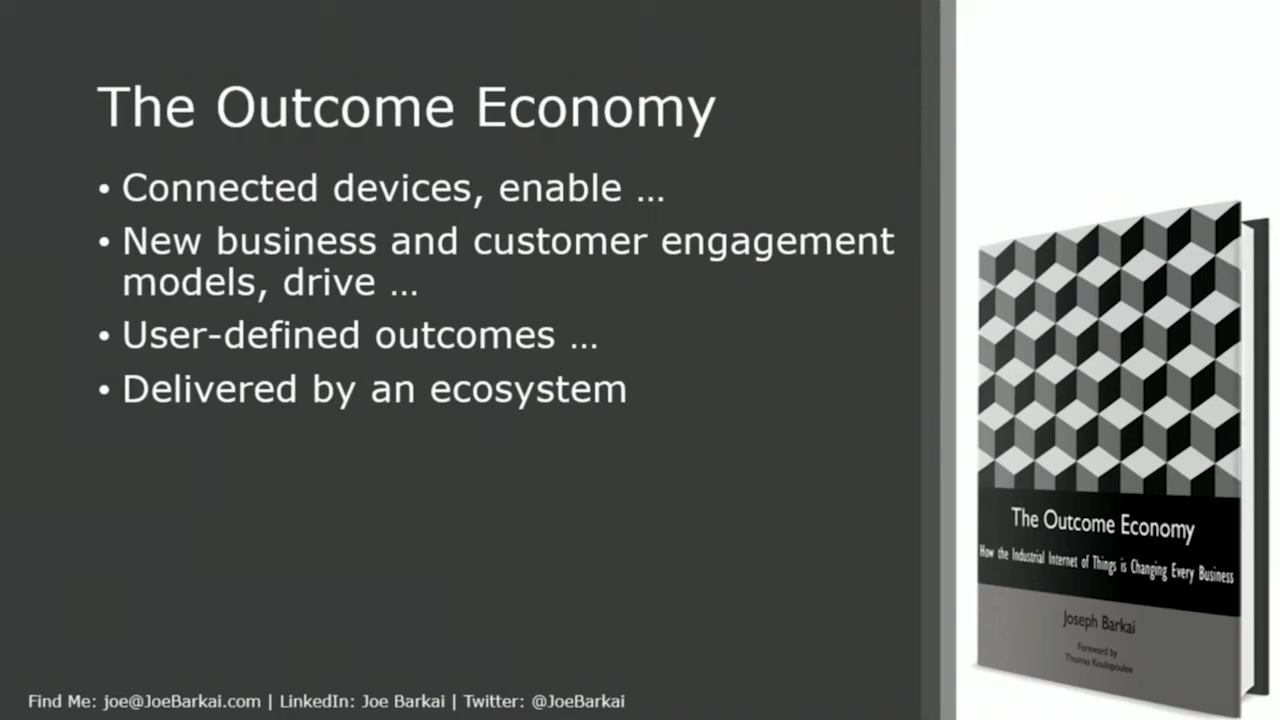 The Outcome Economy
• Connected devices, enable ...
• New business and customer engagement
models, drive ...
• User-defined outcomes ...
• Delivered by an ecosystem
The Outcome Economy
How the Industrial Internet of Things is Changing Every Business
Joseph Barkai
Foreword by
Thomas Koulopoulos
Find Me: joe@JoeBarkai.com | LinkedIn: Joe Barkai | Twitter: @JoeBarkai